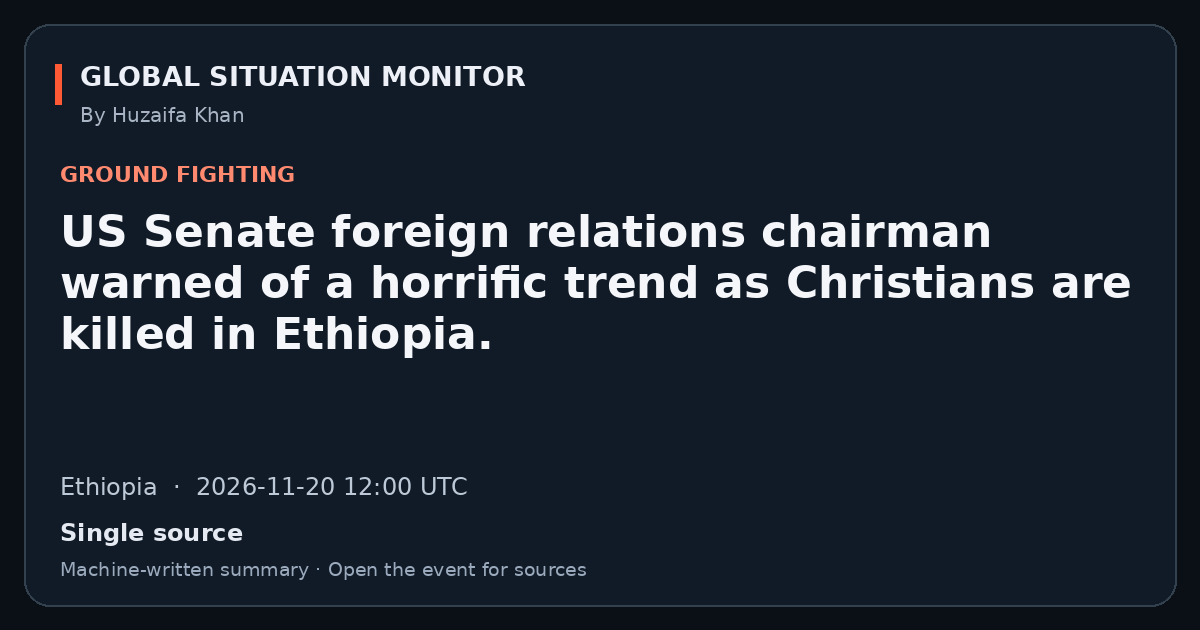 GLOBAL SITUATION MONITOR
By Huzaifa Khan
GROUND FIGHTING
US Senate foreign relations chairman
warned of a horrific trend as Christians are
killed in Ethiopia.
Ethiopia · 2026-11-20 12:00 UTC
Single source
Machine-written summary · Open the event for sources